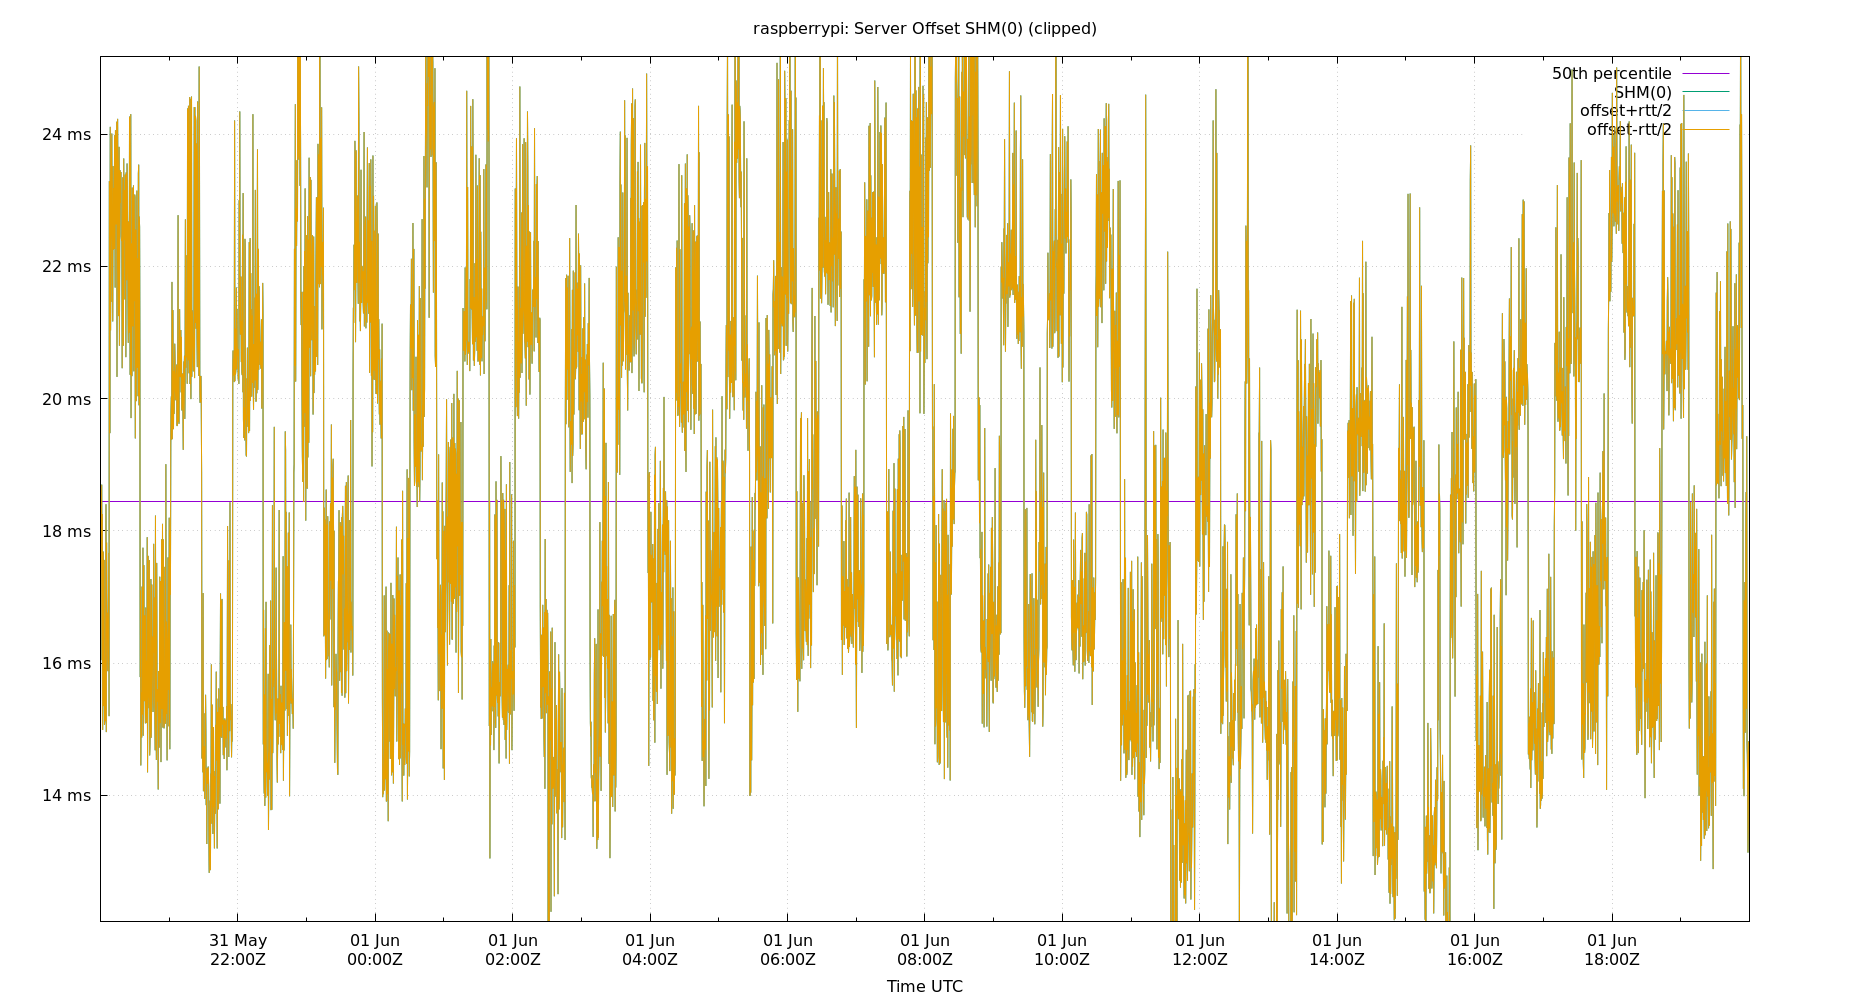 raspberrypi: Server Offset SHM(0) (clipped)
50th percentile
SHM(0)
offset+rtt/2
offset-rtt/2
24 ms
22 ms
20 ms
18 ms
16 ms
14 ms
31 May 01 Jun 01 Jun 01 Jun 01 Jun 01 Jun 01 Jun 01 Jun 01 Jun 01 Jun 01 Jun
22:00Z 00:00Z 02:00Z 04:00Z 06:00Z 08:00Z 10:00Z 12:00Z 14:00Z 16:00Z 18:00Z
Time UTC